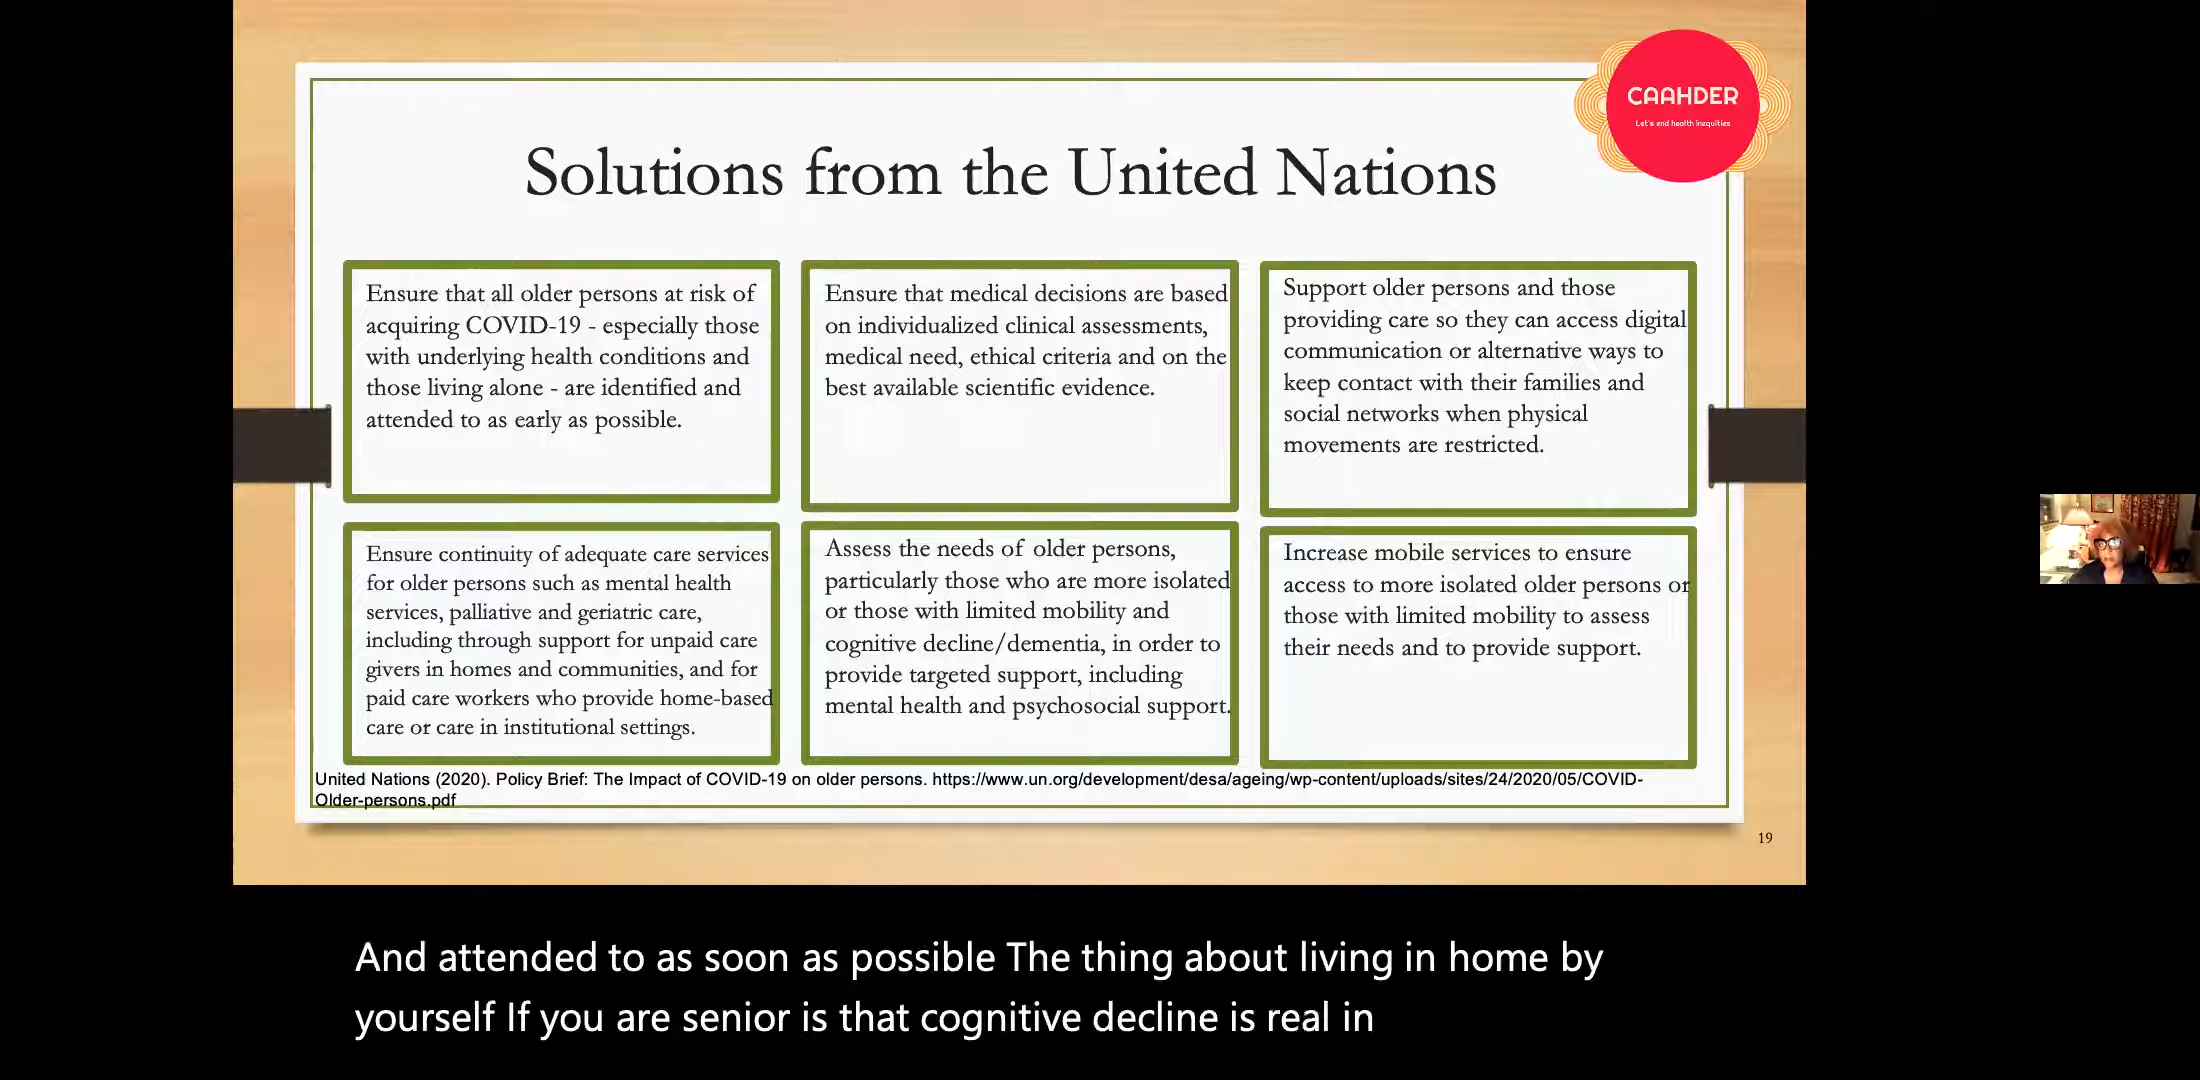 CAAHDER
Let's end health inequities
Solutions from the United Nations
Ensure that all older persons at risk of
acquiring COVID-19 - especially those
with underlying health conditions and
those living alone - are identified and
attended to as early as possible.
Ensure that medical decisions are based
on individualized clinical assessments,
medical need, ethical criteria and on the
best available scientific evidence.
Support older persons and those
providing care so they can access digital
communication or alternative ways to
keep contact with their families and
social networks when physical
movements are restricted.
Ensure continuity of adequate care services
for older persons such as mental health
services, palliative and geriatric care,
including through support for unpaid care
givers in homes and communities, and for
paid care workers who provide home-based
care or care in institutional settings.
Assess the needs of older persons,
particularly those who are more isolated
or those with limited mobility and
cognitive decline/dementia, in order to
provide targeted support, including
mental health and psychosocial support.
Increase mobile services to ensure
access to more isolated older persons or
those with limited mobility to assess
their needs and to provide support.
United Nations (2020). Policy Brief: The Impact of COVID-19 on older persons. https://www.un.org/development/desa/ageing/wp-content/uploads/sites/24/2020/05/COVID-
Older-persons.pdf
19
And attended to as soon as possible The thing about living in home by
yourself If you are senior is that cognitive decline is real in